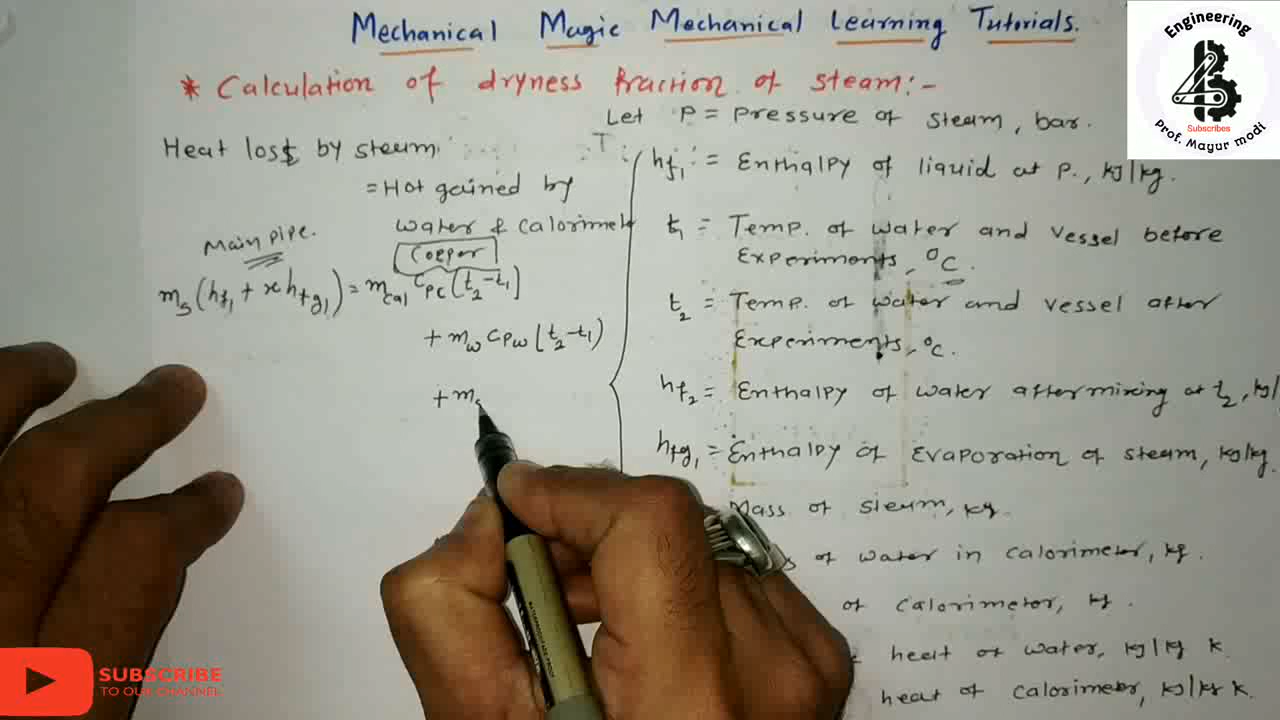 Mechanical Magic Mechanical Learning Tutorials.
* Calculation of dryness fraction of steam:-
Heat loss by steam
= Hot gained by
water & calorimeter
Main pipe.
Copper
ms(hf1 + x hfg1) = mcal CPC [t2-t1]
+ mw CPw [t2-t1)
+ ms
Let P = Pressure of steam, bar.
hf1 = Enthalpy of liquid at P., kJ/kg.
t1 = Temp. of water and vessel before
Experiments, °C.
t2 = Temp. of water and vessel after
Experiments, °C.
hf2 = Enthalpy of water after mixing at t2, kJ/
hfg1 = Enthalpy of Evaporation of steam, kJ/kg.
Mass of steam, kg.
of water in calorimeter, kg.
of calorimeter, kg.
heat of water, kJ/kg K.
heat of calorimeter, kJ/kg K.
Engineering
Subscribes
Prof. Mayur modi
SUBSCRIBE
TO OUR CHANNEL